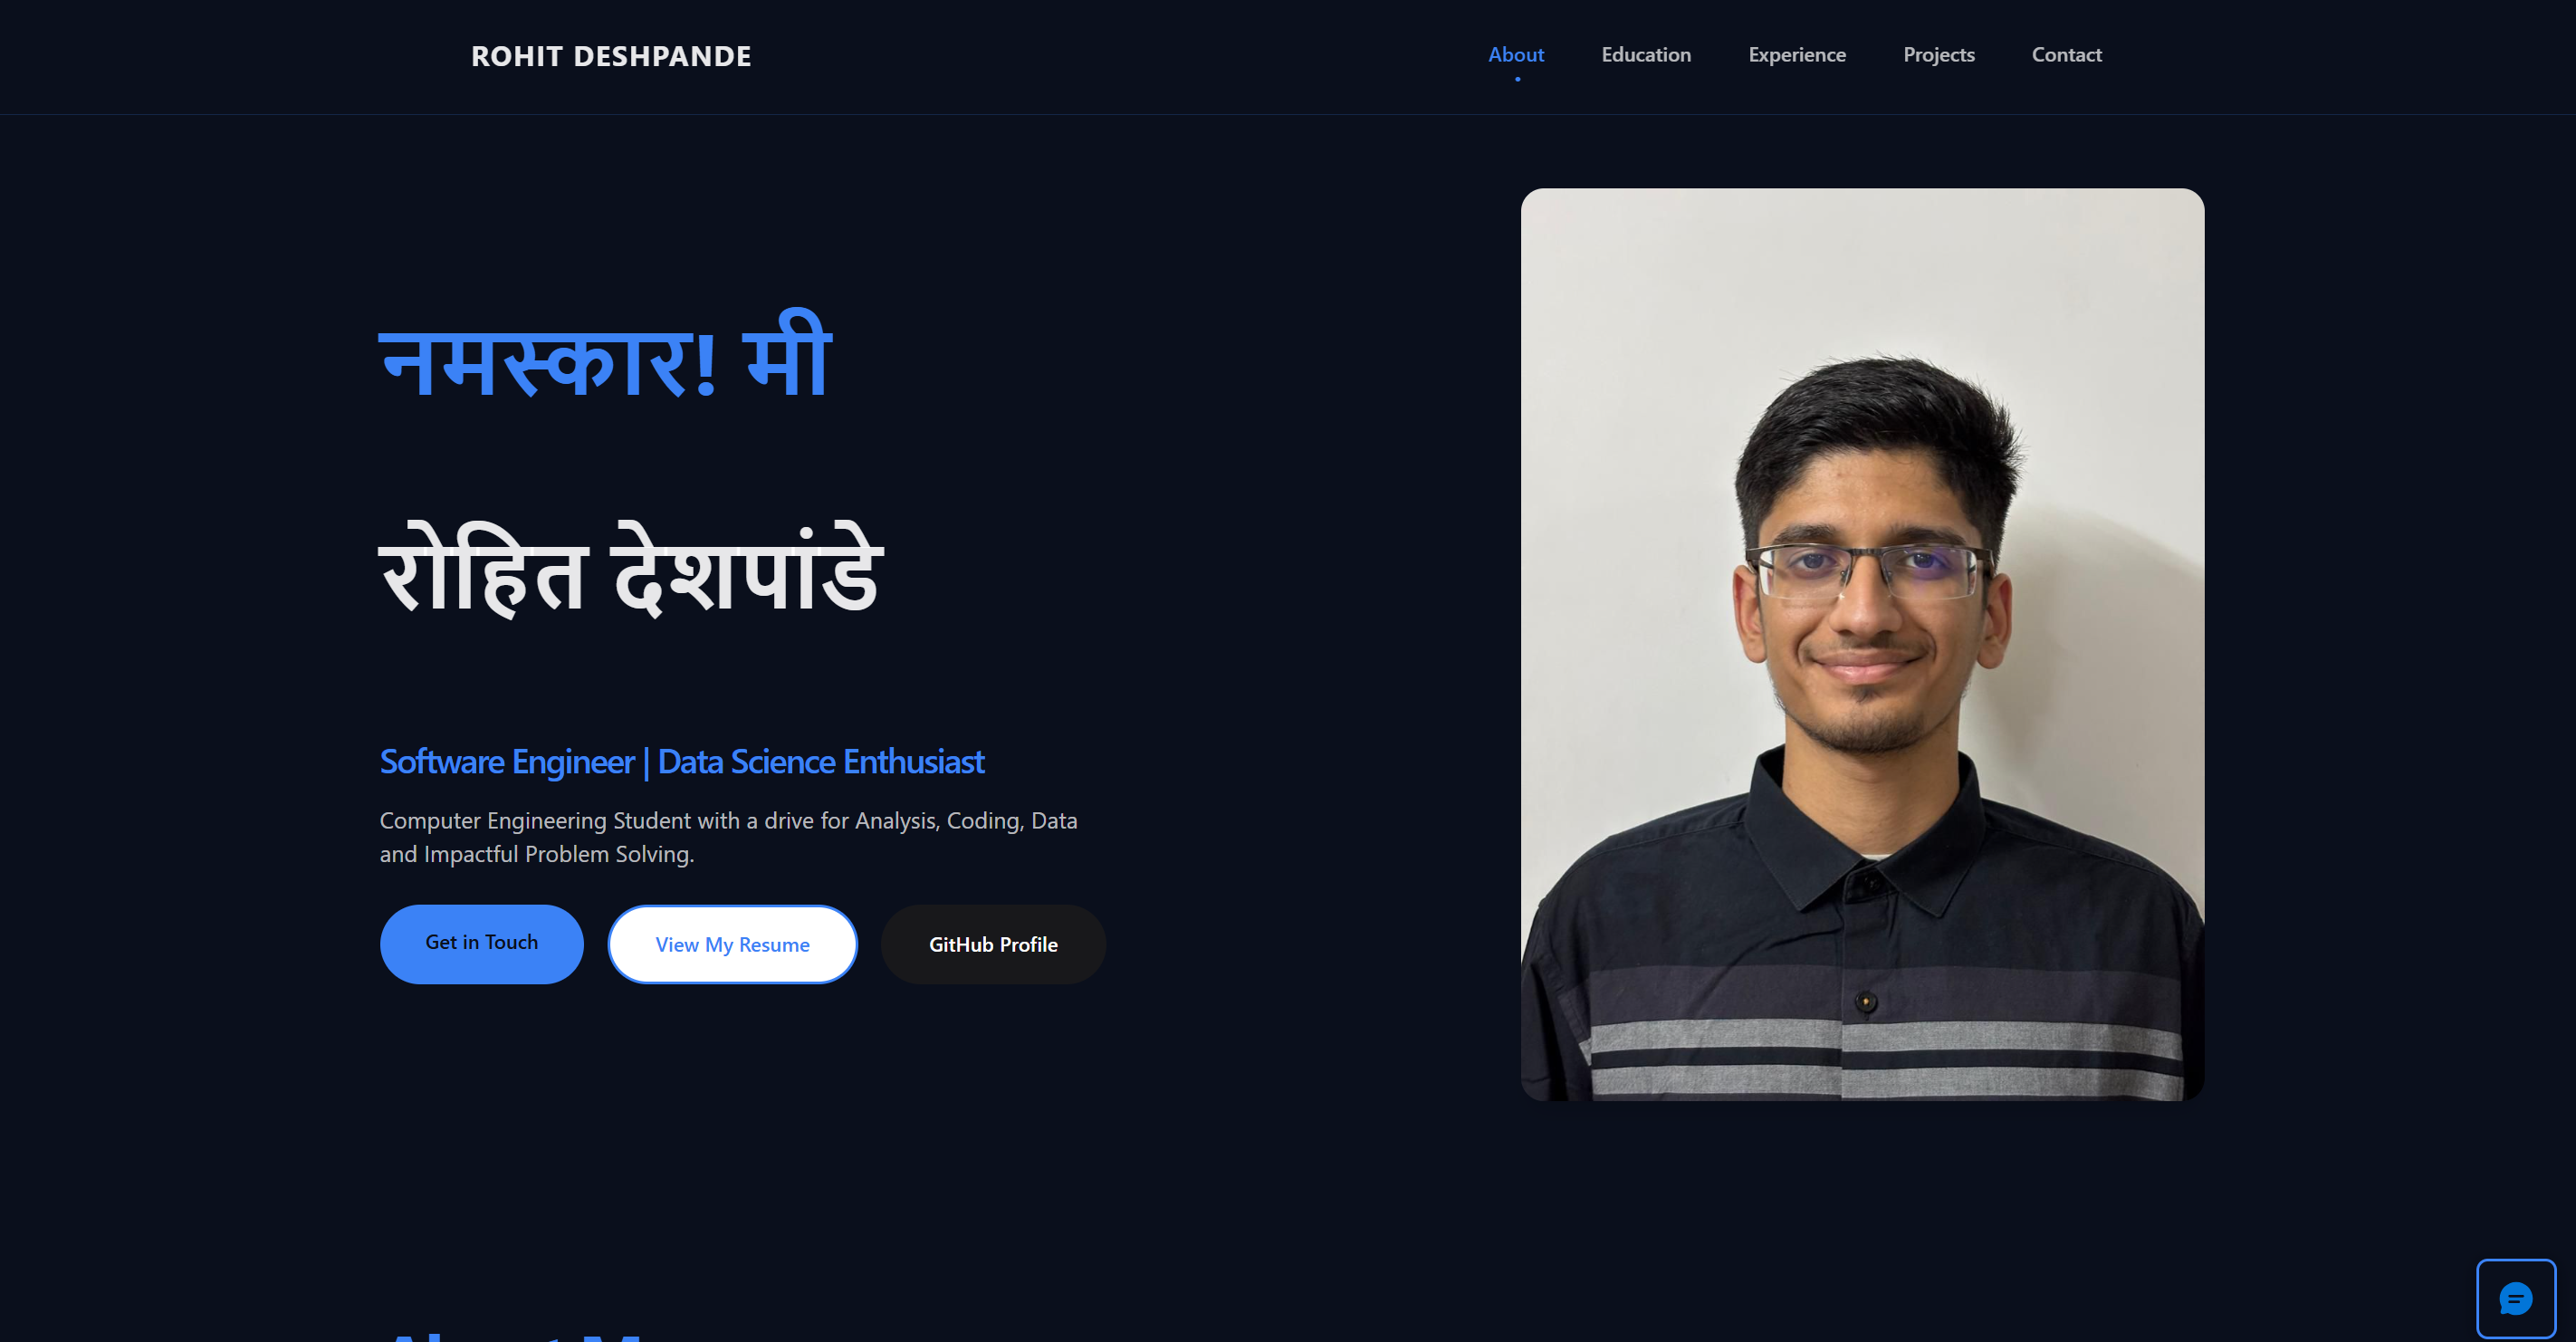 ROHIT DESHPANDE
About Education Experience Projects Contact
नमस्कार! मी
रोहित देशपांडे
Software Engineer | Data Science Enthusiast
Computer Engineering Student with a drive for Analysis, Coding, Data
and Impactful Problem Solving.
Get in Touch View My Resume GitHub Profile